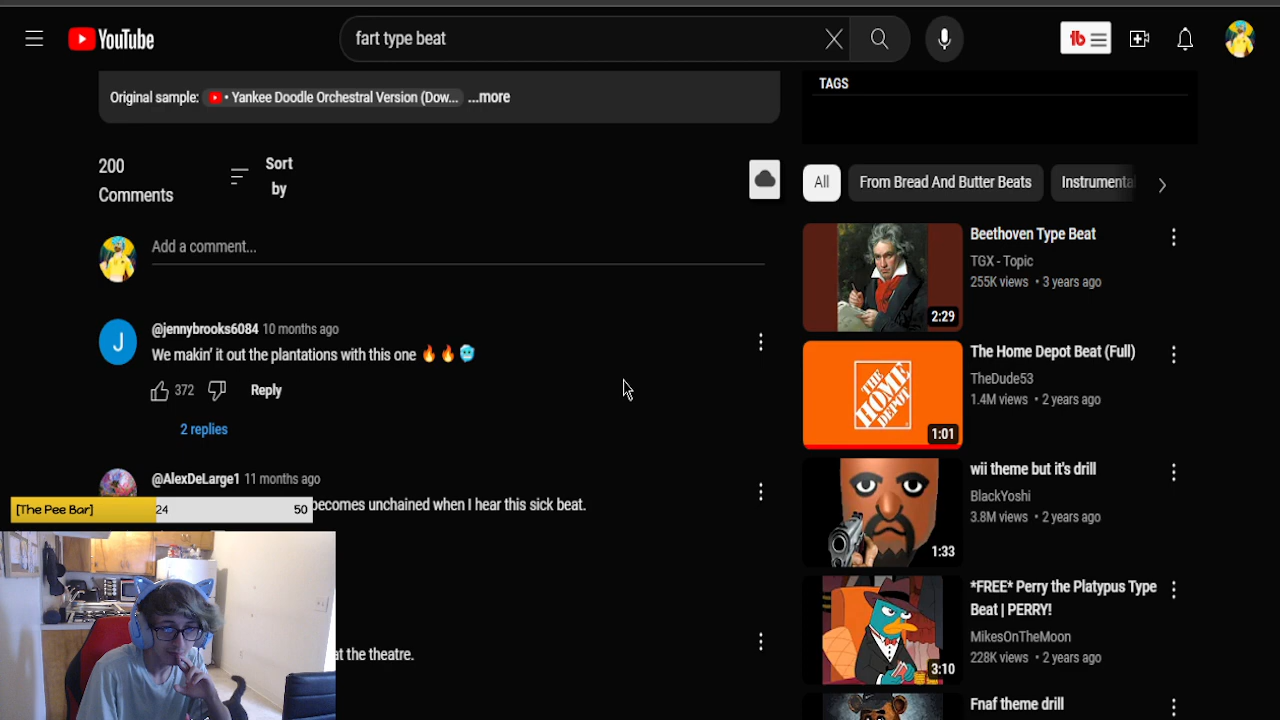 YouTube
fart type beat
Original sample: • Yankee Doodle Orchestral Version (Dow... ...more
200
Comments
Sort
by
Add a comment...
@jennybrooks6084 10 months ago
We makin' it out the plantations with this one 🔥🔥🥶
372 Reply
2 replies
@AlexDeLarge1 11 months ago
becomes unchained when I hear this sick beat.
[The Pee Bar] 24 50
at the theatre.
TAGS
All From Bread And Butter Beats Instrumenta
Beethoven Type Beat
TGX - Topic
255K views • 3 years ago
2:29
THE HOME DEPOT
The Home Depot Beat (Full)
TheDude53
1.4M views • 2 years ago
1:01
wii theme but it's drill
BlackYoshi
3.8M views • 2 years ago
1:33
*FREE* Perry the Platypus Type
Beat | PERRY!
MikesOnTheMoon
228K views • 2 years ago
3:10
Fnaf theme drill
J
tb